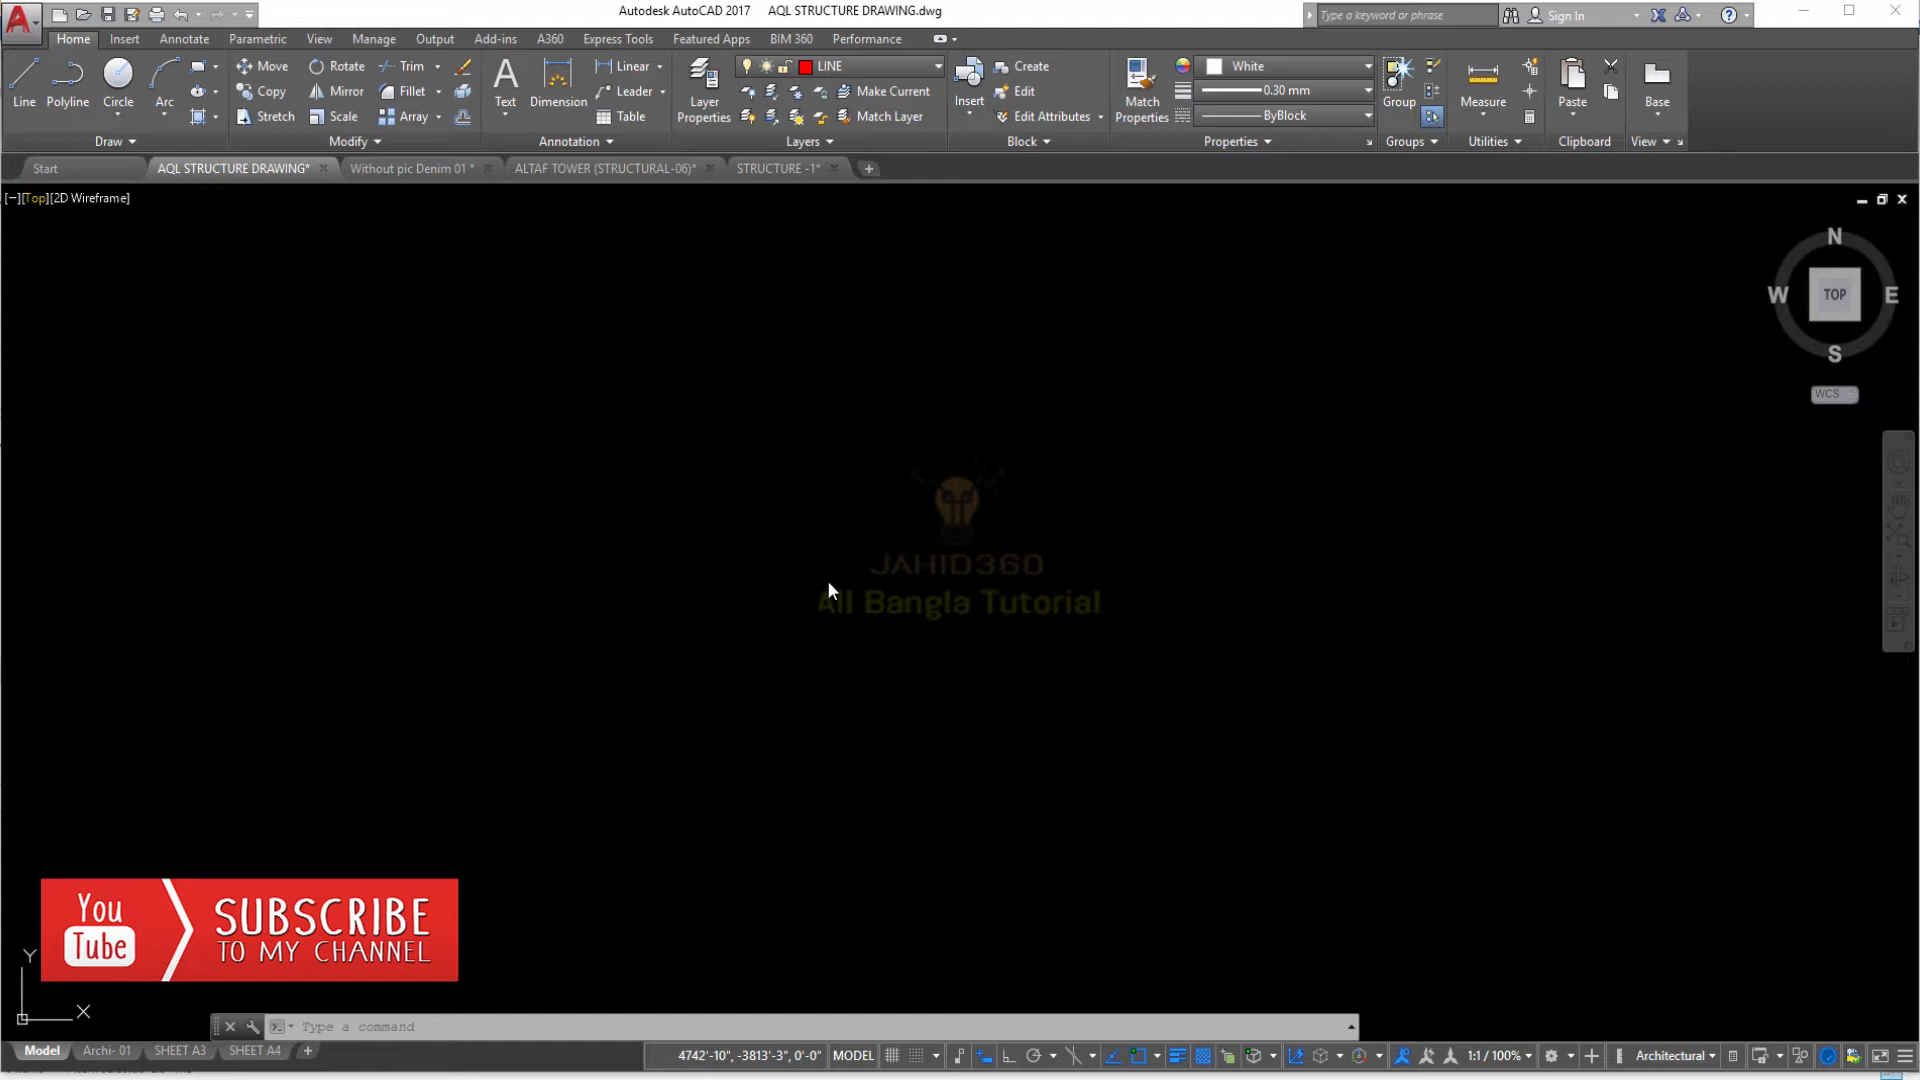 Autodesk AutoCAD 2017 AQL STRUCTURE DRAWING.dwg
Type a keyword or phrase
Sign In
Home Insert Annotate Parametric View Manage Output Add-ins A360 Express Tools Featured Apps BIM 360 Performance
Line Polyline Circle Arc
Move Rotate Trim
Copy Mirror Fillet
Stretch Scale Array
Text Dimension
Linear
Leader
Table
Layer Properties
LINE
Make Current
Match Layer
Insert
Create
Edit
Edit Attributes
Match Properties
White
0.30 mm
ByBlock
Group
Measure
Paste
Base
Draw Modify Annotation Layers Block Properties Groups Utilities Clipboard View
Start AQL STRUCTURE DRAWING* Without pic Denim 01 * ALTAF TOWER (STRUCTURAL-06)* STRUCTURE -1*
[−][Top][2D Wireframe]
N
W TOP E
S
WCS
JAHID360
All Bangla Tutorial
You Tube
SUBSCRIBE
TO MY CHANNEL
Y
X
Type a command
Model Archi- 01 SHEET A3 SHEET A4
4742'-10", -3813'-3", 0'-0" MODEL 1:1 / 100% Architectural